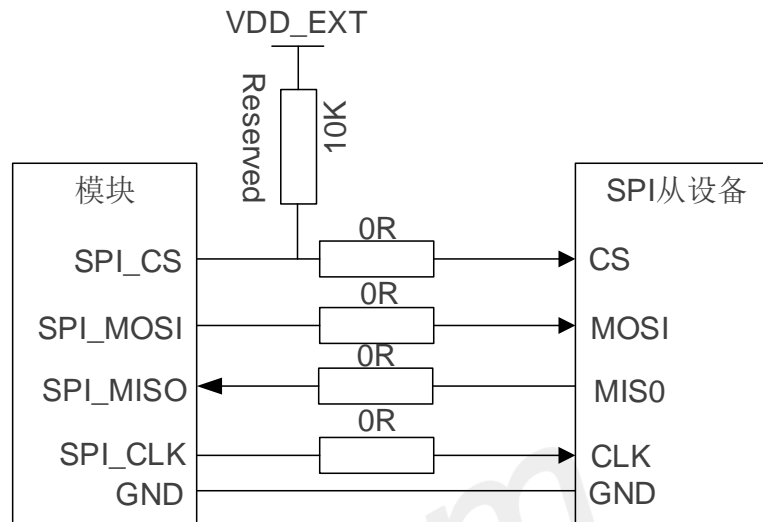 VDD_EXT
Reserved
10K
模块
SPI从设备
0R
SPI_CS
CS
0R
SPI_MOSI
MOSI
0R
SPI_MISO
MIS0
0R
SPI_CLK
CLK
GND
GND